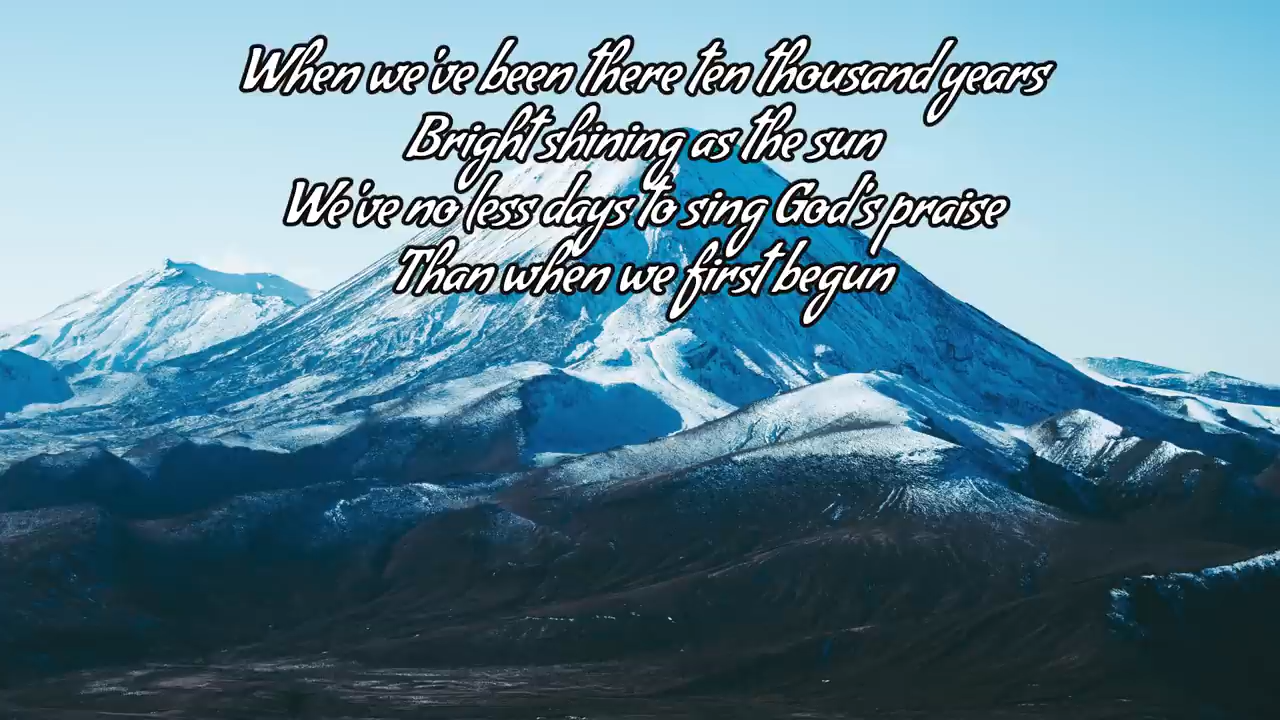 When we've been there ten thousand years
Bright shining as the sun
We've no less days to sing God's praise
Than when we first begun